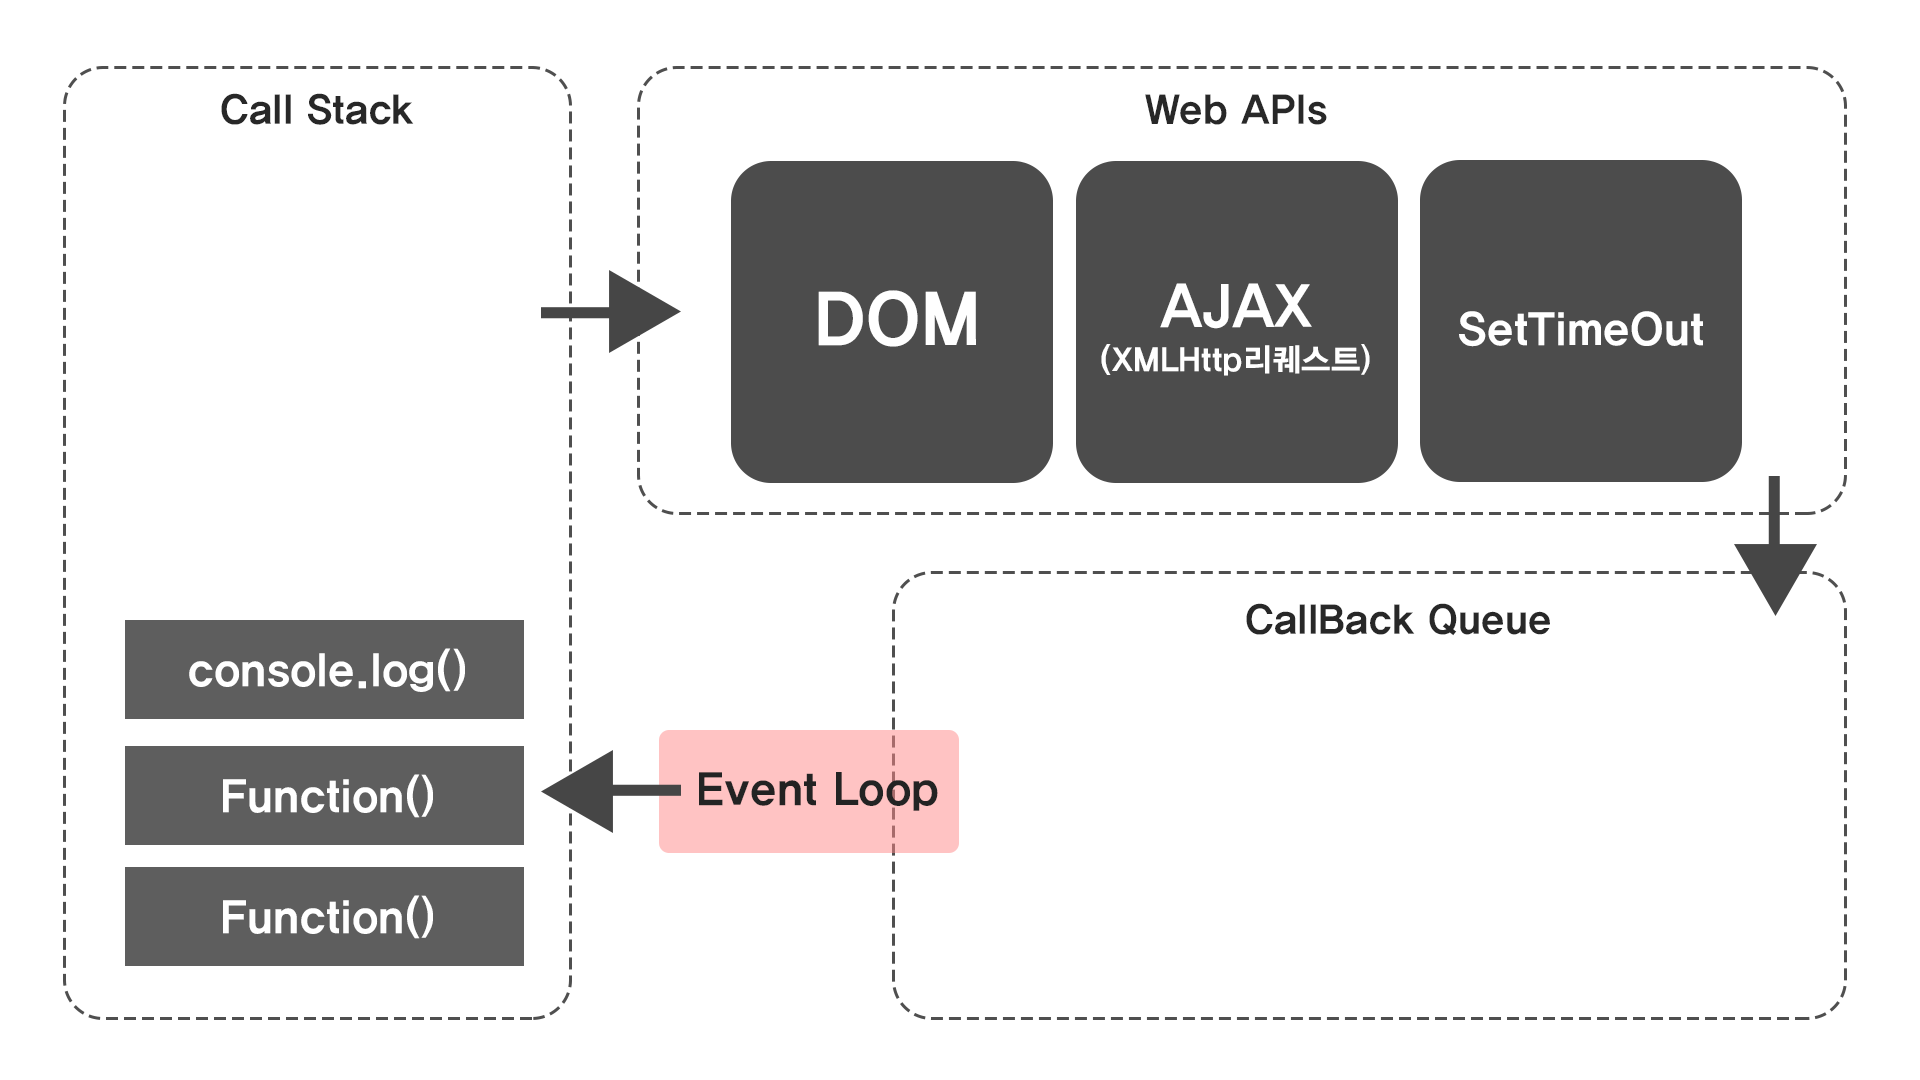 Call Stack
console.log()
Function()
Function()
Web APIs
DOM
AJAX
(XMLHttp리퀘스트)
SetTimeOut
CallBack Queue
Event Loop